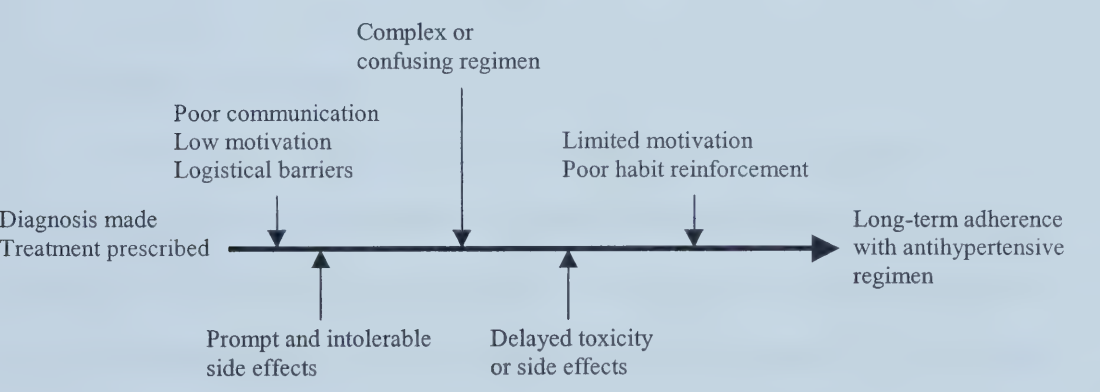 Complex or
confusing regimen
Poor communication
Low motivation
Logistical barriers
Limited motivation
Poor habit reinforcement
Diagnosis made
Treatment prescribed
Long-term adherence
with antihypertensive
regimen
Prompt and intolerable
side effects
Delayed toxicity
or side effects